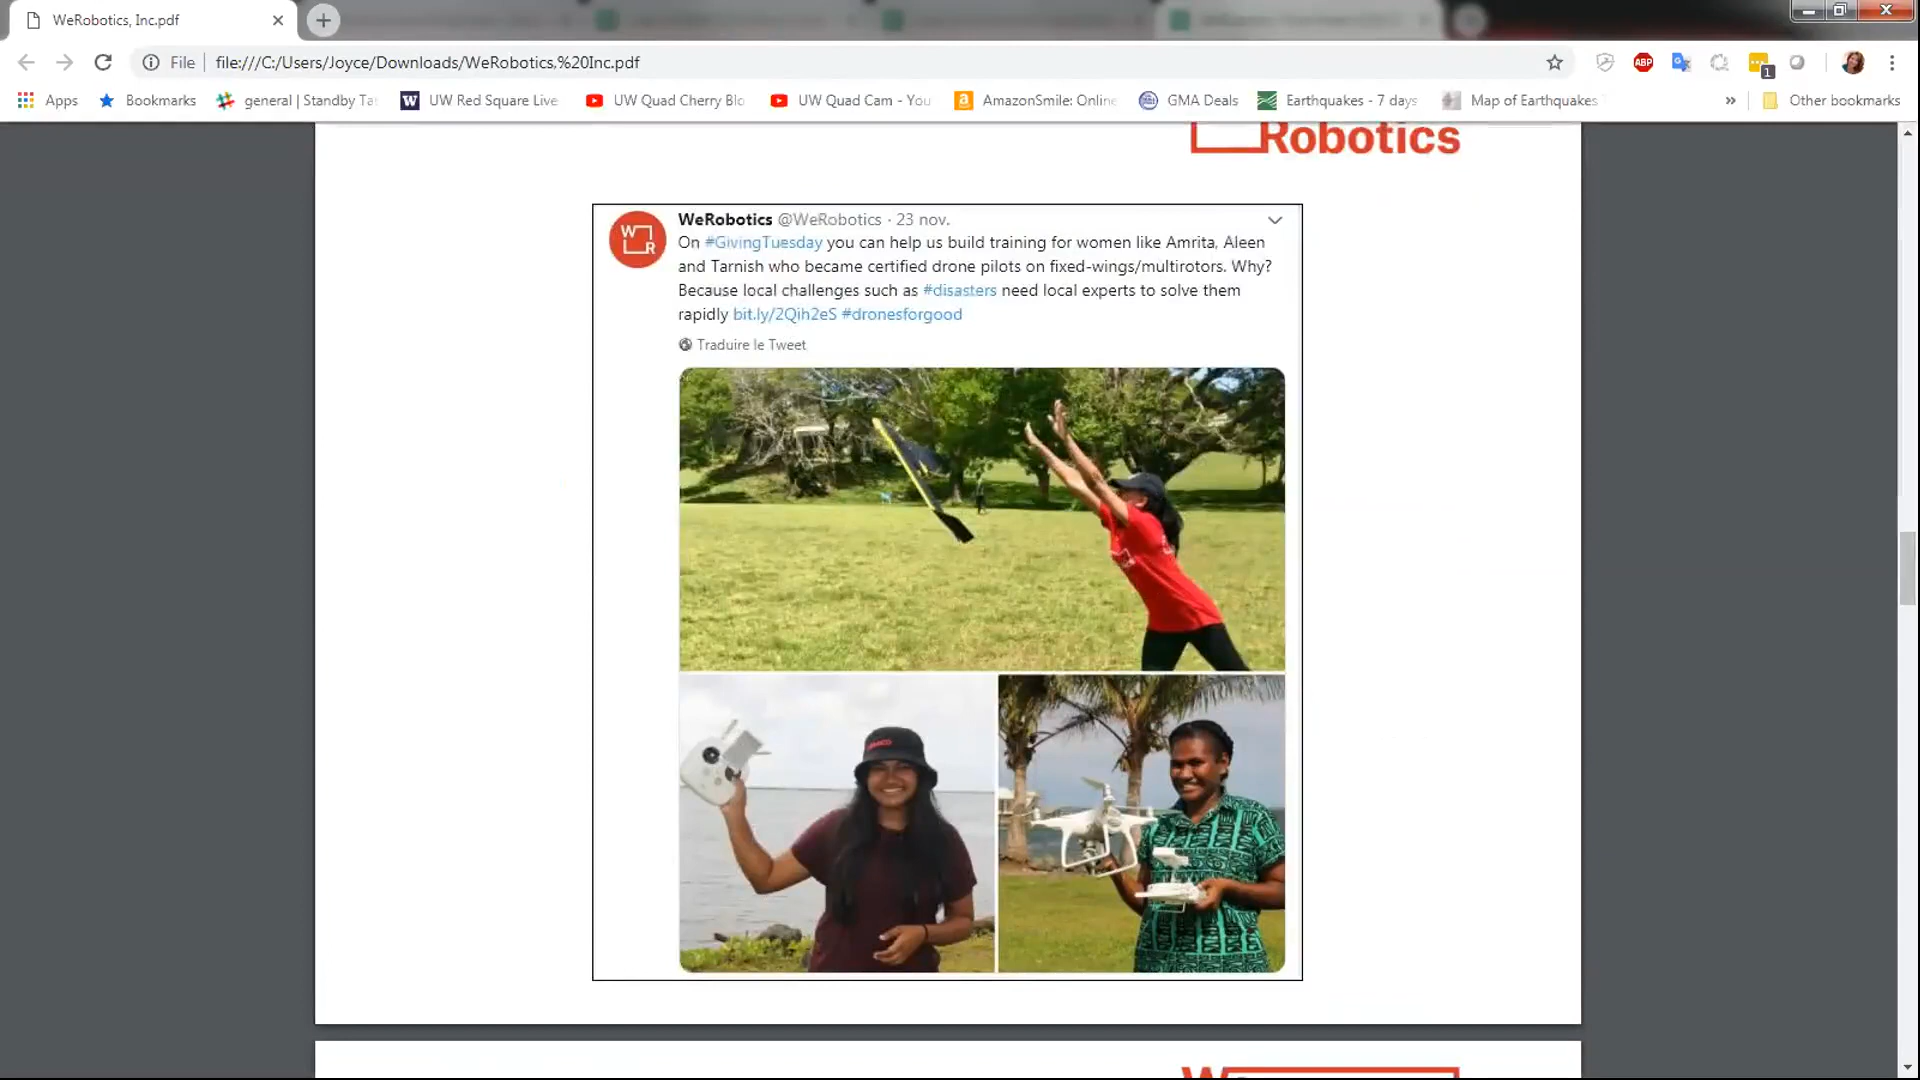 WeRobotics, Inc.pdf
File
file:///C:/Users/Joyce/Downloads/WeRobotics,%20Inc.pdf
ABP
1
Apps
Bookmarks
general | Standby Ta
W
UW Red Square Live
UW Quad Cherry Blo
UW Quad Cam - You
a
AmazonSmile: Online
GMA Deals
Earthquakes - 7 days
Map of Earthquakes
»
Other bookmarks
Robotics
W
R
WeRobotics @WeRobotics · 23 nov.
On #GivingTuesday you can help us build training for women like Amrita, Aleen
and Tarnish who became certified drone pilots on fixed-wings/multirotors. Why?
Because local challenges such as #disasters need local experts to solve them
rapidly bit.ly/2Qih2eS #dronesforgood
Traduire le Tweet
We